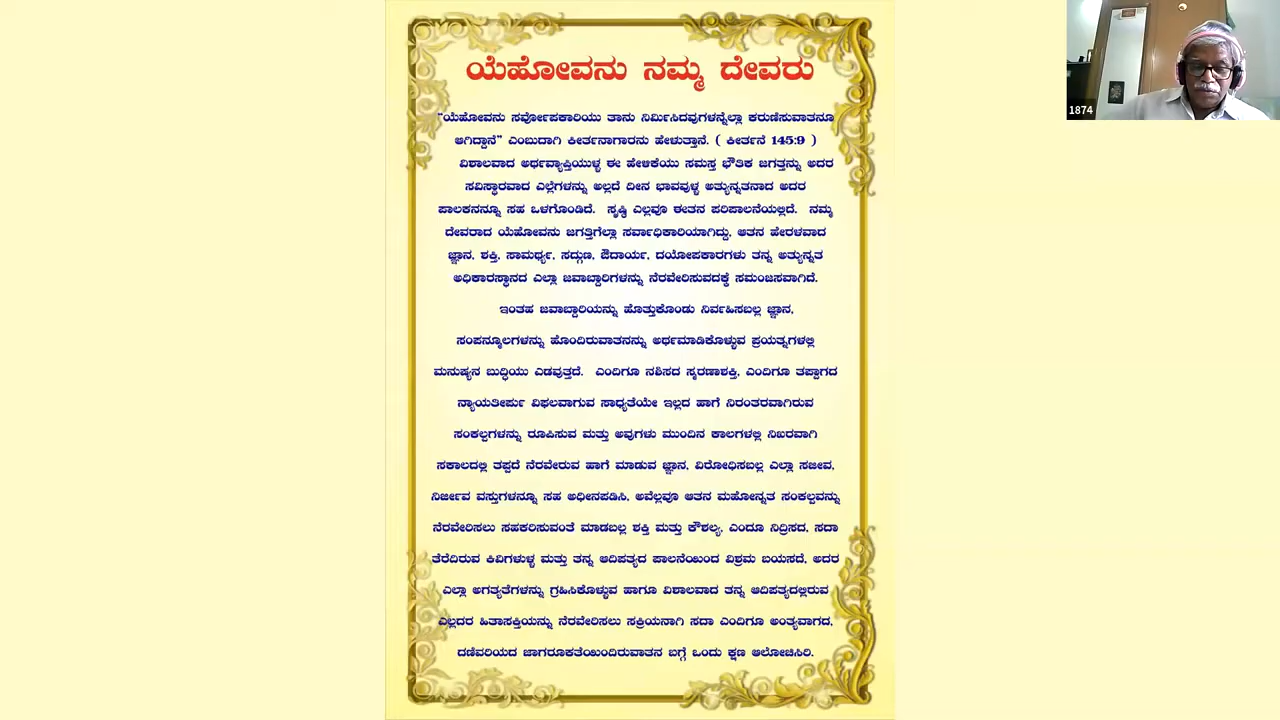 ಯೆಹೋವನು ನಮ್ಮ ದೇವರು
"ಯೆಹೋವನು ಸರ್ವೋಪಕಾರಿಯು ತಾನು ನಿರ್ಮಿಸಿದವುಗಳನ್ನೆಲ್ಲಾ ಕರುಣಿಸುವಾತನೂ
ಆಗಿದ್ದಾನೆ" ಎಂಬುದಾಗಿ ಕೀರ್ತನಾಗಾರನು ಹೇಳುತ್ತಾನೆ. ( ಕೀರ್ತನೆ 145:9 )
ವಿಶಾಲವಾದ ಅರ್ಥವ್ಯಾಪ್ತಿಯುಳ್ಳ ಈ ಹೇಳಿಕೆಯು ಸಮಸ್ತ ಭೌತಿಕ ಜಗತ್ತನ್ನು ಅದರ
ಸವಿಸ್ತಾರವಾದ ಎಲ್ಲೆಗಳನ್ನು ಅಲ್ಲದೆ ದೀನ ಭಾವವುಳ್ಳ ಅತ್ಯುನ್ನತನಾದ ಅದರ
ಪಾಲಕನನ್ನೂ ಸಹ ಒಳಗೊಂಡಿದೆ. ಸೃಷ್ಟಿ ಎಲ್ಲವೂ ಈತನ ಪರಿಪಾಲನೆಯಲ್ಲಿದೆ. ನಮ್ಮ
ದೇವರಾದ ಯೆಹೋವನು ಜಗತ್ತಿಗೆಲ್ಲಾ ಸರ್ವಾಧಿಕಾರಿಯಾಗಿದ್ದು, ಆತನ ಹೇರಳವಾದ
ಜ್ಞಾನ, ಶಕ್ತಿ, ಸಾಮರ್ಥ್ಯ, ಸದ್ಗುಣ, ಔದಾರ್ಯ, ದಯೋಪಕಾರಗಳು ತನ್ನ ಅತ್ಯುನ್ನತ
ಅಧಿಕಾರಸ್ಥಾನದ ಎಲ್ಲಾ ಜವಾಬ್ದಾರಿಗಳನ್ನು ನೆರವೇರಿಸುವದಕ್ಕೆ ಸಮಂಜಸವಾಗಿದೆ.
ಇಂತಹ ಜವಾಬ್ದಾರಿಯನ್ನು ಹೊತ್ತುಕೊಂಡು ನಿರ್ವಹಿಸಬಲ್ಲ ಜ್ಞಾನ,
ಸಂಪನ್ಮೂಲಗಳನ್ನು ಹೊಂದಿರುವಾತನನ್ನು ಅರ್ಥಮಾಡಿಕೊಳ್ಳುವ ಪ್ರಯತ್ನಗಳಲ್ಲಿ
ಮನುಷ್ಯನ ಬುದ್ಧಿಯು ಎಡವುತ್ತದೆ. ಎಂದಿಗೂ ನಶಿಸದ ಸ್ಮರಣಾಶಕ್ತಿ, ಎಂದಿಗೂ ತಪ್ಪಾಗದ
ನ್ಯಾಯತೀರ್ಪು ವಿಫಲವಾಗುವ ಸಾಧ್ಯತೆಯೇ ಇಲ್ಲದ ಹಾಗೆ ನಿರಂತರವಾಗಿರುವ
ಸಂಕಲ್ಪಗಳನ್ನು ರೂಪಿಸುವ ಮತ್ತು ಅವುಗಳು ಮುಂದಿನ ಕಾಲಗಳಲ್ಲಿ ನಿಖರವಾಗಿ
ಸಕಾಲದಲ್ಲಿ ತಪ್ಪದೆ ನೆರವೇರುವ ಹಾಗೆ ಮಾಡುವ ಜ್ಞಾನ, ವಿರೋಧಿಸಬಲ್ಲ ಎಲ್ಲಾ ಸಜೀವ,
ನಿರ್ಜೀವ ವಸ್ತುಗಳನ್ನೂ ಸಹ ಅಧೀನಪಡಿಸಿ, ಅವೆಲ್ಲವೂ ಆತನ ಮಹೋನ್ನತ ಸಂಕಲ್ಪವನ್ನು
ನೆರವೇರಿಸಲು ಸಹಕರಿಸುವಂತೆ ಮಾಡಬಲ್ಲ ಶಕ್ತಿ ಮತ್ತು ಕೌಶಲ್ಯ, ಎಂದೂ ನಿದ್ರಿಸದ, ಸದಾ
ತೆರೆದಿರುವ ಕಿವಿಗಳುಳ್ಳ ಮತ್ತು ತನ್ನ ಆದಿಪತ್ಯದ ಪಾಲನೆಯಿಂದ ವಿಶ್ರಮ ಬಯಸದೆ, ಅದರ
ಎಲ್ಲಾ ಅಗತ್ಯತೆಗಳನ್ನು ಗ್ರಹಿಸಿಕೊಳ್ಳುವ ಹಾಗೂ ವಿಶಾಲವಾದ ತನ್ನ ಆದಿಪತ್ಯದಲ್ಲಿರುವ
ಎಲ್ಲದರ ಹಿತಾಸಕ್ತಿಯನ್ನು ನೆರವೇರಿಸಲು ಸಕ್ರಿಯನಾಗಿ ಸದಾ ಎಂದಿಗೂ ಅಂತ್ಯವಾಗದ,
ದಣಿವರಿಯದ ಜಾಗರೂಕತೆಯಿಂದಿರುವಾತನ ಬಗ್ಗೆ ಒಂದು ಕ್ಷಣ ಆಲೋಚಿಸಿರಿ.
1874